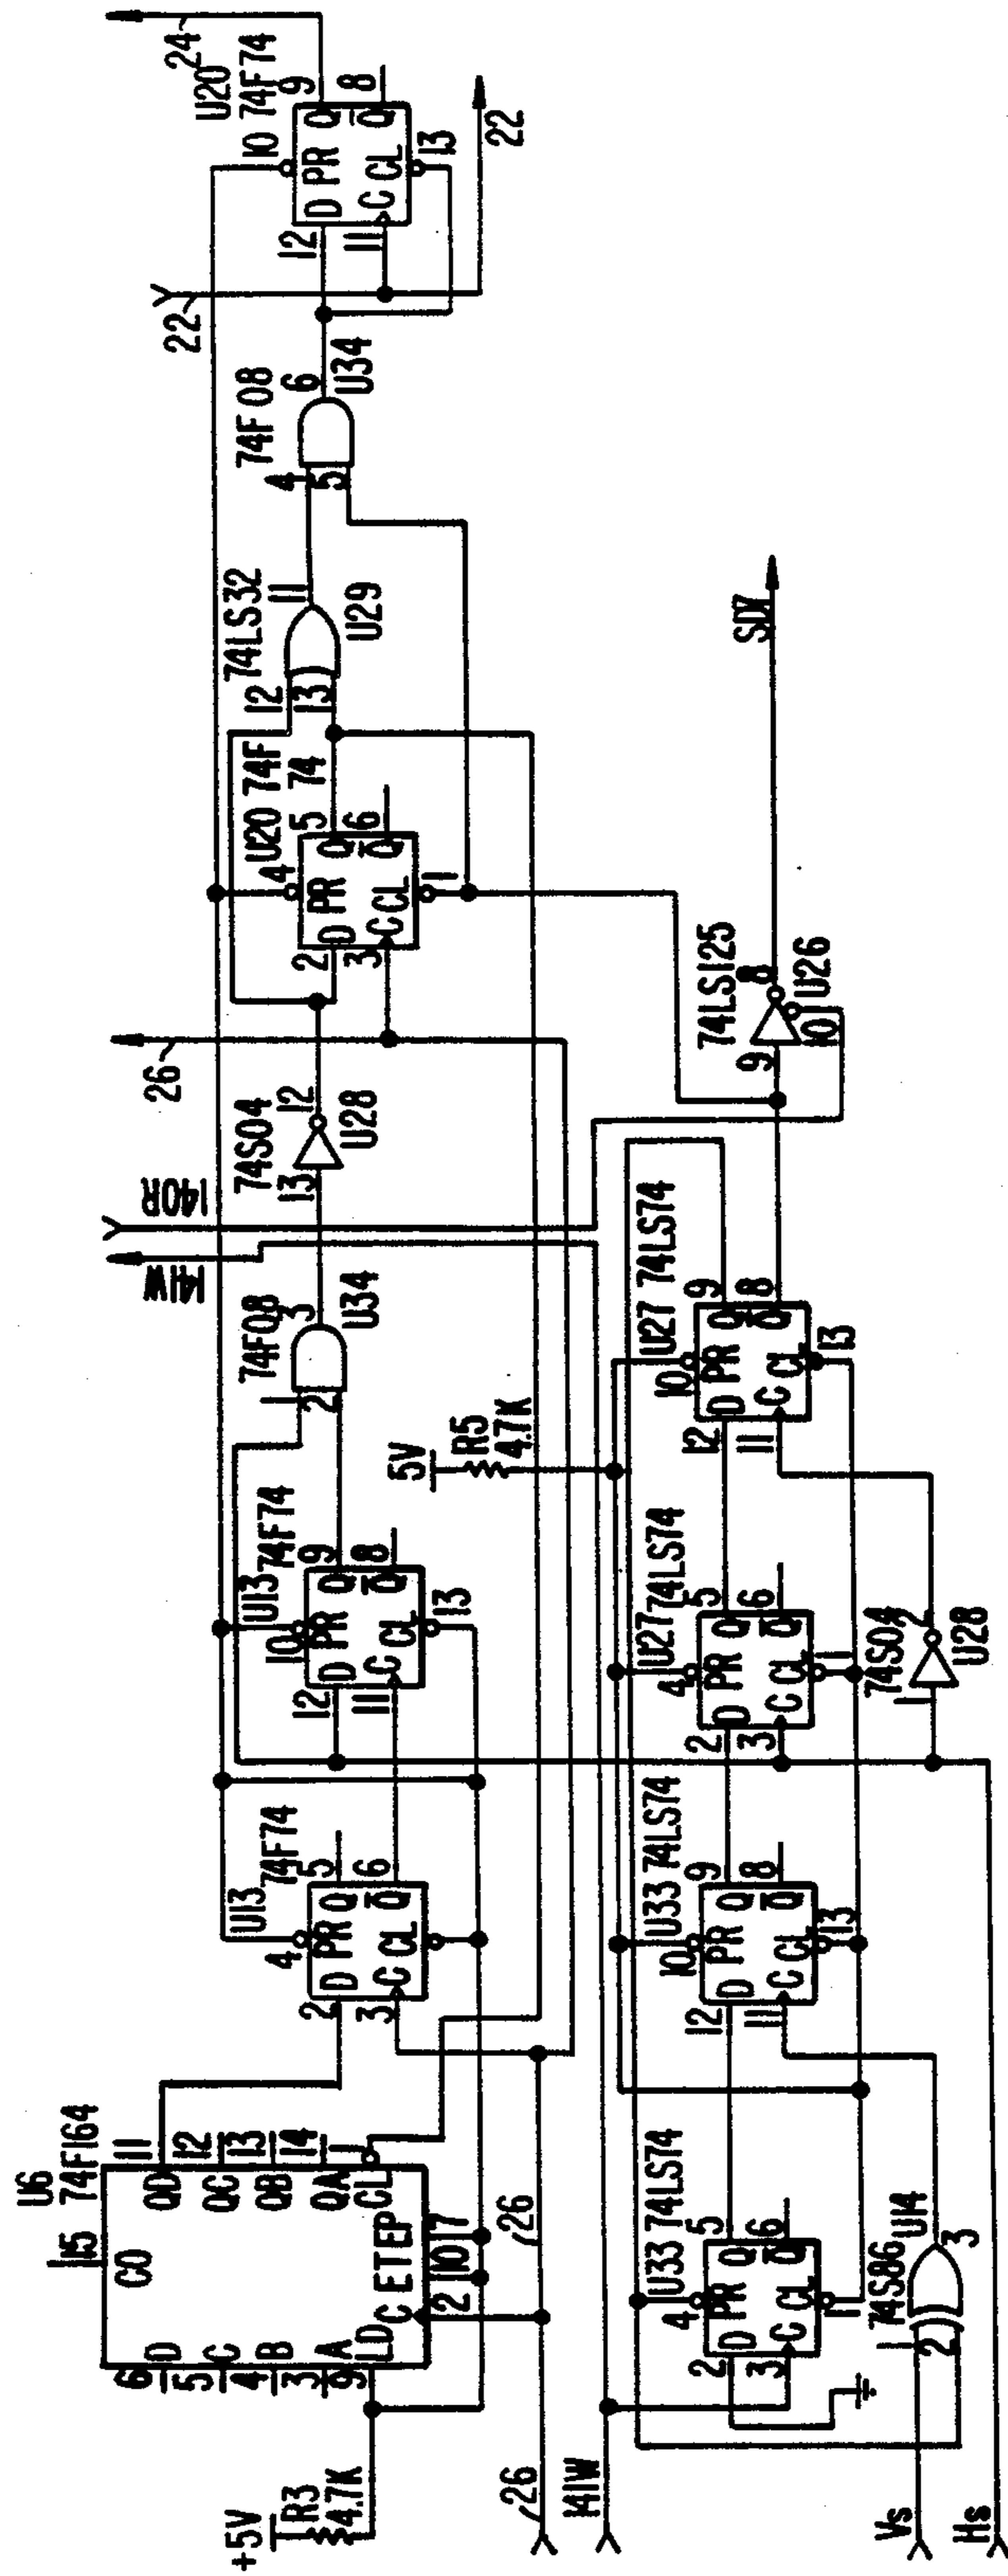 U6
74F164
15
CO
6 D
5 C
4 B
3 A
9 LD
QD 11
QC 12
QB 13
QA 14
CL 1
C ET EP
2 10 7
+5V
R3
4.7K
26
26
U13
74F74
4
PR
2 D
Q 5
Q 6
3 C
CL
U13
74F74
10
PR
12 D
Q 9
Q 8
11 C
CL
13
74F08
1
2
3
U34
141W
140R
74S04
13
12
U28
26
U20 74F
74
4
PR
2 D
Q 5
Q 6
3 C
CL
1
74LS32
12
13
11
U29
74F08
4
5
6
U34
22
22
U20
74F74
24
10
PR
12 D
Q 9
Q 8
11 C
CL
13
5V
R5
4.7K
141W
U33 74LS74
4
PR
2 D
Q 5
Q 6
3 C
CL
1
U33 74LS74
10
PR
12 D
Q 9
Q 8
11 C
CL
13
U27 74LS74
4
PR
2 D
Q 5
Q 6
3 C
CL
1
U27 74LS74
10
PR
12 D
Q 9
Q 8
11 C
CL
13
74LS125
9
8
10
U26
SD7
74S86
1
2
3
U14
74S04
1
2
U28
Vs
Hs